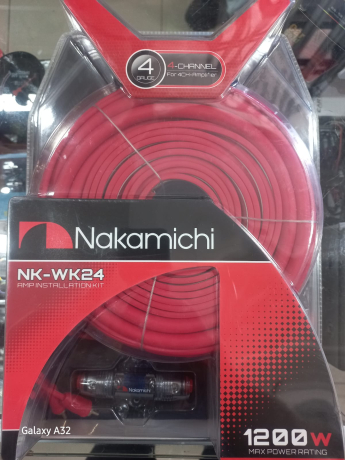 4
GAUGE
4-CHANNEL
For 4CH-Amplifier
Nakamichi
NK-WK24
AMP INSTALLATION KIT
Nakamichi
Galaxy A32
1200W
MAX POWER RATING